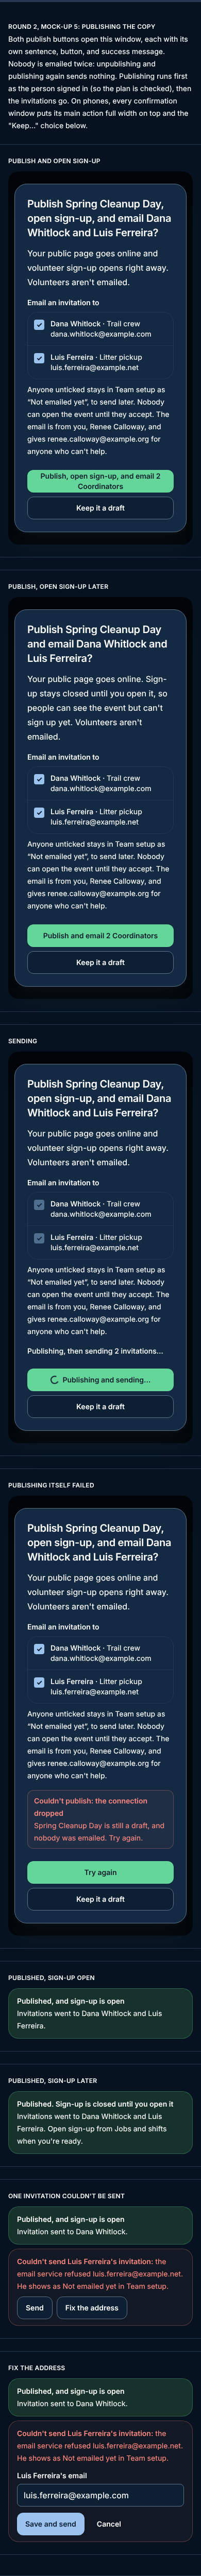 ROUND 2, MOCK-UP 5: PUBLISHING THE COPY
Both publish buttons open this window, each with its
own sentence, button, and success message.
Nobody is emailed twice: unpublishing and
publishing again sends nothing. Publishing runs first
as the person signed in (so the plan is checked), then
the invitations go. On phones, every confirmation
window puts its main action full width on top and the
"Keep…" choice below.
PUBLISH AND OPEN SIGN-UP
Publish Spring Cleanup Day,
open sign-up, and email Dana
Whitlock and Luis Ferreira?
Your public page goes online and
volunteer sign-up opens right away.
Volunteers aren't emailed.
Email an invitation to
Dana Whitlock · Trail crew
dana.whitlock@example.com
Luis Ferreira · Litter pickup
luis.ferreira@example.net
Anyone unticked stays in Team setup as
"Not emailed yet", to send later. Nobody
can open the event until they accept. The
email is from you, Renee Calloway, and
gives renee.calloway@example.org for
anyone who can't help.
Publish, open sign-up, and email 2
Coordinators
Keep it a draft
PUBLISH, OPEN SIGN-UP LATER
Publish Spring Cleanup Day
and email Dana Whitlock and
Luis Ferreira?
Your public page goes online. Sign-
up stays closed until you open it, so
people can see the event but can't
sign up yet. Volunteers aren't
emailed.
Email an invitation to
Dana Whitlock · Trail crew
dana.whitlock@example.com
Luis Ferreira · Litter pickup
luis.ferreira@example.net
Anyone unticked stays in Team setup as
"Not emailed yet", to send later. Nobody
can open the event until they accept. The
email is from you, Renee Calloway, and
gives renee.calloway@example.org for
anyone who can't help.
Publish and email 2 Coordinators
Keep it a draft
SENDING
Publish Spring Cleanup Day,
open sign-up, and email Dana
Whitlock and Luis Ferreira?
Your public page goes online and
volunteer sign-up opens right away.
Volunteers aren't emailed.
Email an invitation to
Dana Whitlock · Trail crew
dana.whitlock@example.com
Luis Ferreira · Litter pickup
luis.ferreira@example.net
Anyone unticked stays in Team setup as
"Not emailed yet", to send later. Nobody
can open the event until they accept. The
email is from you, Renee Calloway, and
gives renee.calloway@example.org for
anyone who can't help.
Publishing, then sending 2 invitations…
Publishing and sending…
Keep it a draft
PUBLISHING ITSELF FAILED
Publish Spring Cleanup Day,
open sign-up, and email Dana
Whitlock and Luis Ferreira?
Your public page goes online and
volunteer sign-up opens right away.
Volunteers aren't emailed.
Email an invitation to
Dana Whitlock · Trail crew
dana.whitlock@example.com
Luis Ferreira · Litter pickup
luis.ferreira@example.net
Anyone unticked stays in Team setup as
"Not emailed yet", to send later. Nobody
can open the event until they accept. The
email is from you, Renee Calloway, and
gives renee.calloway@example.org for
anyone who can't help.
Couldn't publish: the connection
dropped
Spring Cleanup Day is still a draft, and
nobody was emailed. Try again.
Try again
Keep it a draft
PUBLISHED, SIGN-UP OPEN
Published, and sign-up is open
Invitations went to Dana Whitlock and Luis
Ferreira.
PUBLISHED, SIGN-UP LATER
Published. Sign-up is closed until you open it
Invitations went to Dana Whitlock and Luis
Ferreira. Open sign-up from Jobs and shifts
when you're ready.
ONE INVITATION COULDN'T BE SENT
Published, and sign-up is open
Invitation sent to Dana Whitlock.
Couldn't send Luis Ferreira's invitation: the
email service refused luis.ferreira@example.net.
He shows as Not emailed yet in Team setup.
Send
Fix the address
FIX THE ADDRESS
Published, and sign-up is open
Invitation sent to Dana Whitlock.
Couldn't send Luis Ferreira's invitation: the
email service refused luis.ferreira@example.net.
He shows as Not emailed yet in Team setup.
Luis Ferreira's email
luis.ferreira@example.com
Save and send
Cancel